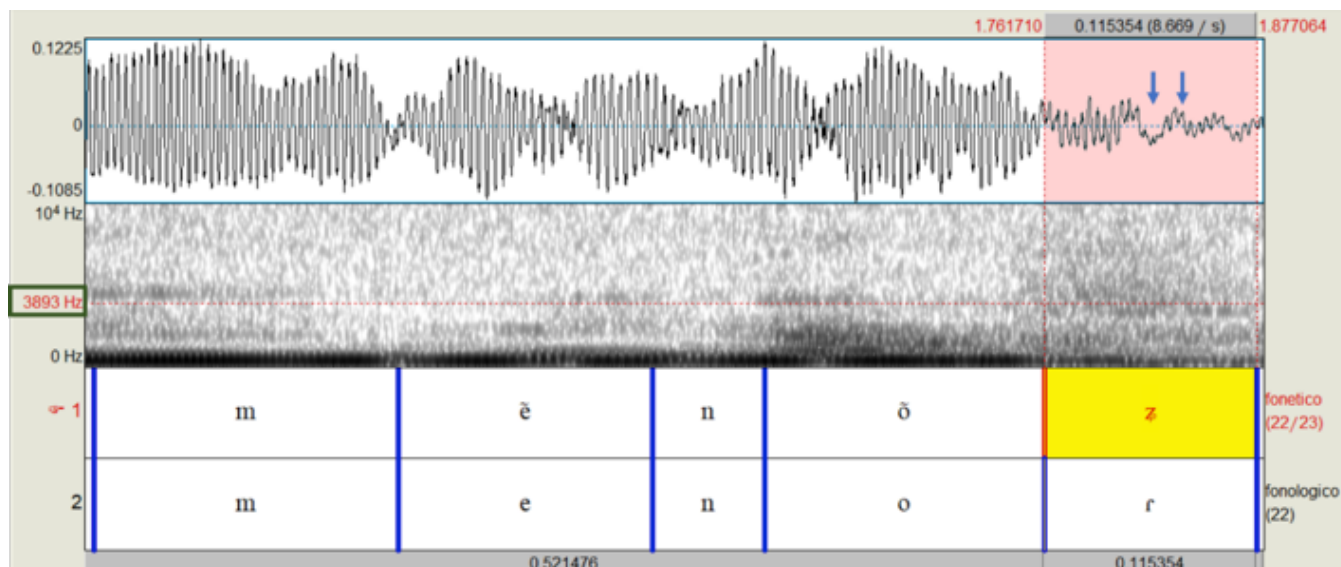 1.761710 0.115354 (8.669 / s) 1.877064
0.1225
0
-0.1085
10⁴ Hz
3893 Hz
0 Hz
☞ 1 m ẽ n õ ʐ fonetico
(22/23)
2 m e n o ɾ fonologico
(22)
0.521476 0.115354